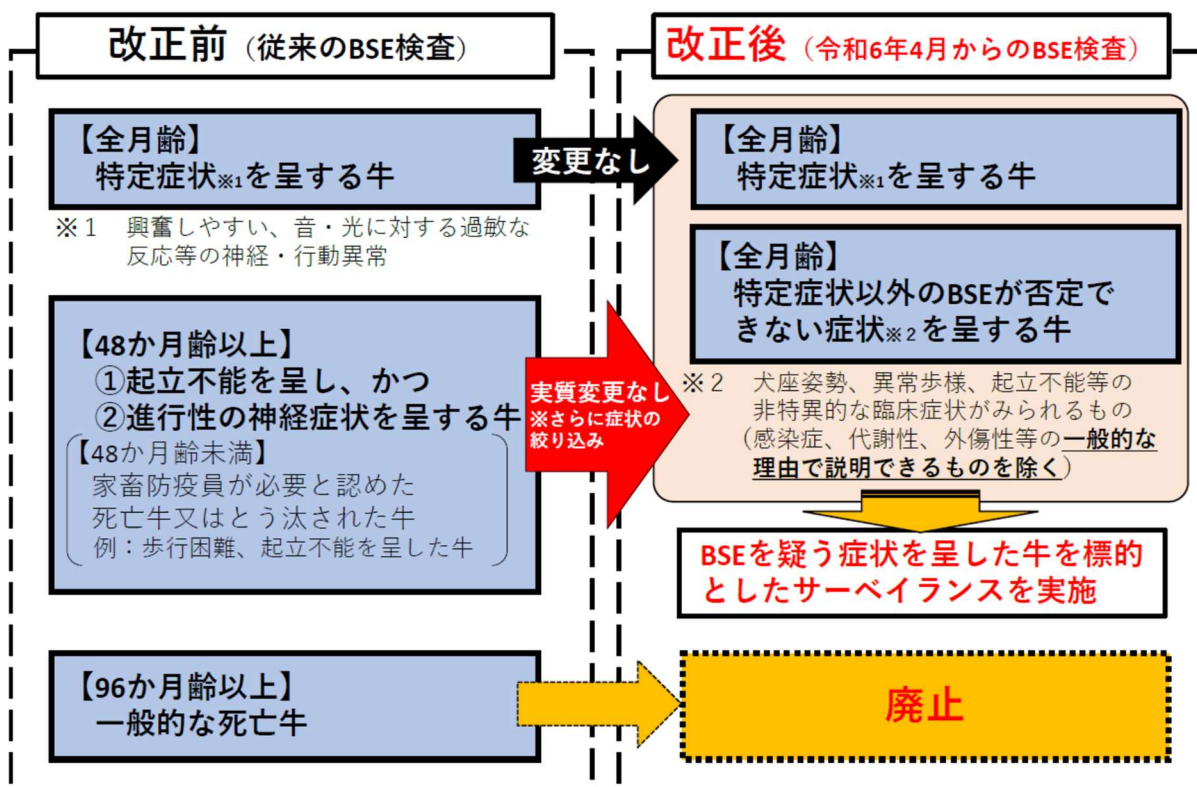 改正前（従来のBSE検査）
【全月齢】
特定症状※1を呈する牛
※１　興奮しやすい、音・光に対する過敏な
反応等の神経・行動異常
【48か月齢以上】
①起立不能を呈し、かつ
②進行性の神経症状を呈する牛
【48か月齢未満】
家畜防疫員が必要と認めた
死亡牛又はとう汰された牛
例：歩行困難、起立不能を呈した牛
【96か月齢以上】
一般的な死亡牛
変更なし
実質変更なし
※さらに症状の
絞り込み
改正後（令和6年4月からのBSE検査）
【全月齢】
特定症状※1を呈する牛
【全月齢】
特定症状以外のBSEが否定で
きない症状※２を呈する牛
※２　犬座姿勢、異常歩様、起立不能等の
非特異的な臨床症状がみられるもの
（感染症、代謝性、外傷性等の一般的な
理由で説明できるものを除く）
BSEを疑う症状を呈した牛を標的
としたサーベイランスを実施
廃止